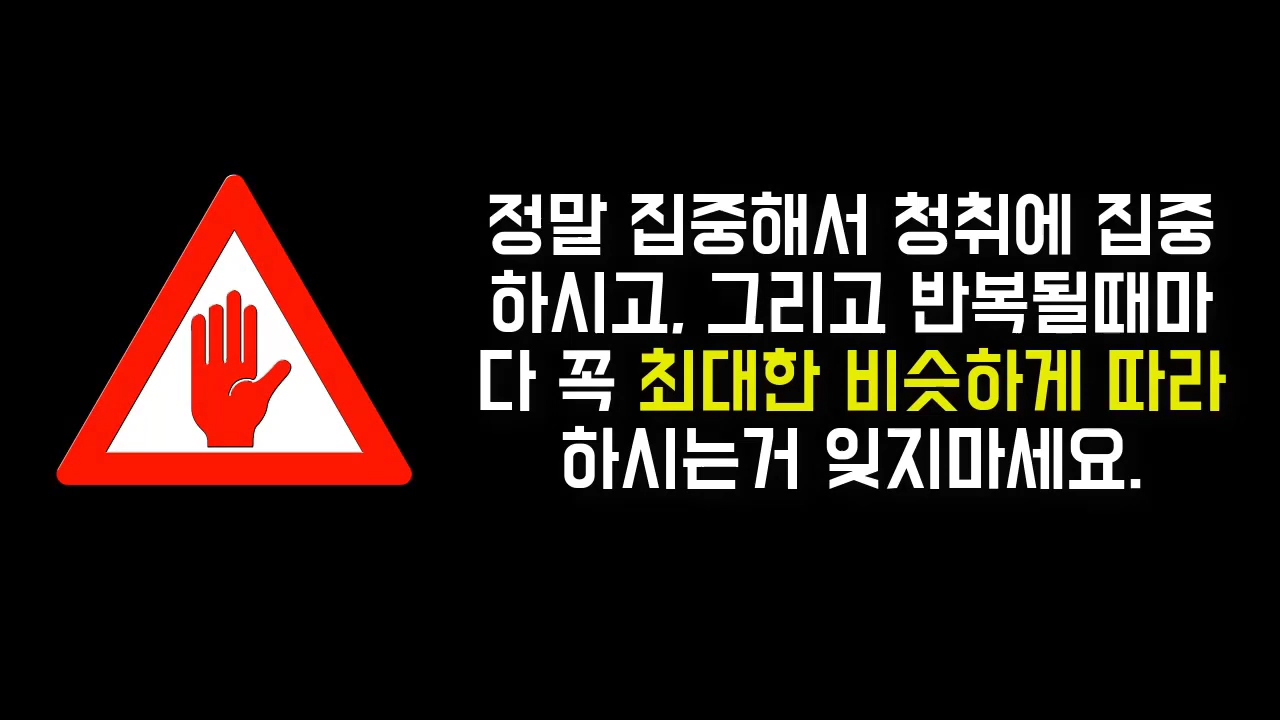 정말 집중해서 청취에 집중
하시고, 그리고 반복될때마
다 꼭 최대한 비슷하게 따라
하시는거 잊지마세요.